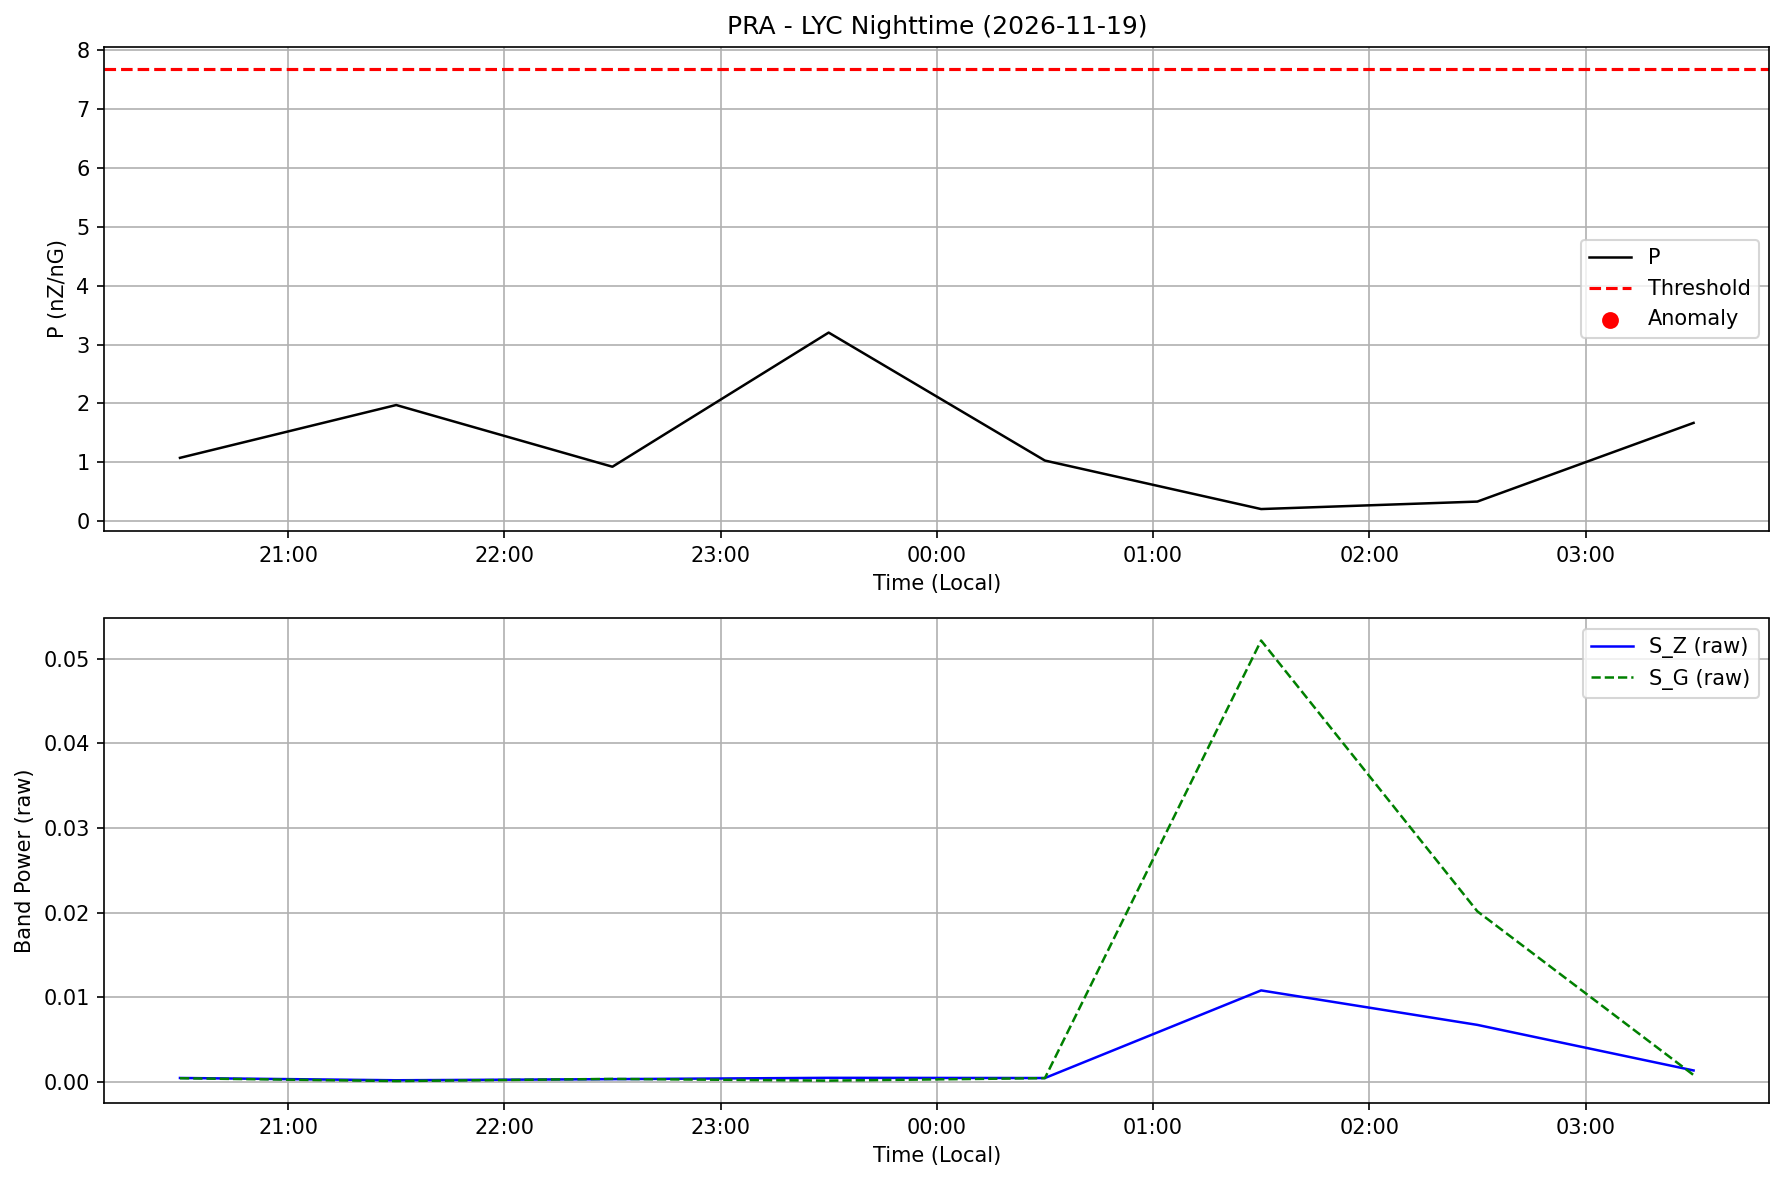 PRA - LYC Nighttime (2026-11-19)
8
7
6
5
4
3
2
1
0
P (nZ/nG)
P
Threshold
Anomaly
21:00 22:00 23:00 00:00 01:00 02:00 03:00
Time (Local)
0.05
0.04
0.03
0.02
0.01
0.00
Band Power (raw)
S_Z (raw)
S_G (raw)
21:00 22:00 23:00 00:00 01:00 02:00 03:00
Time (Local)